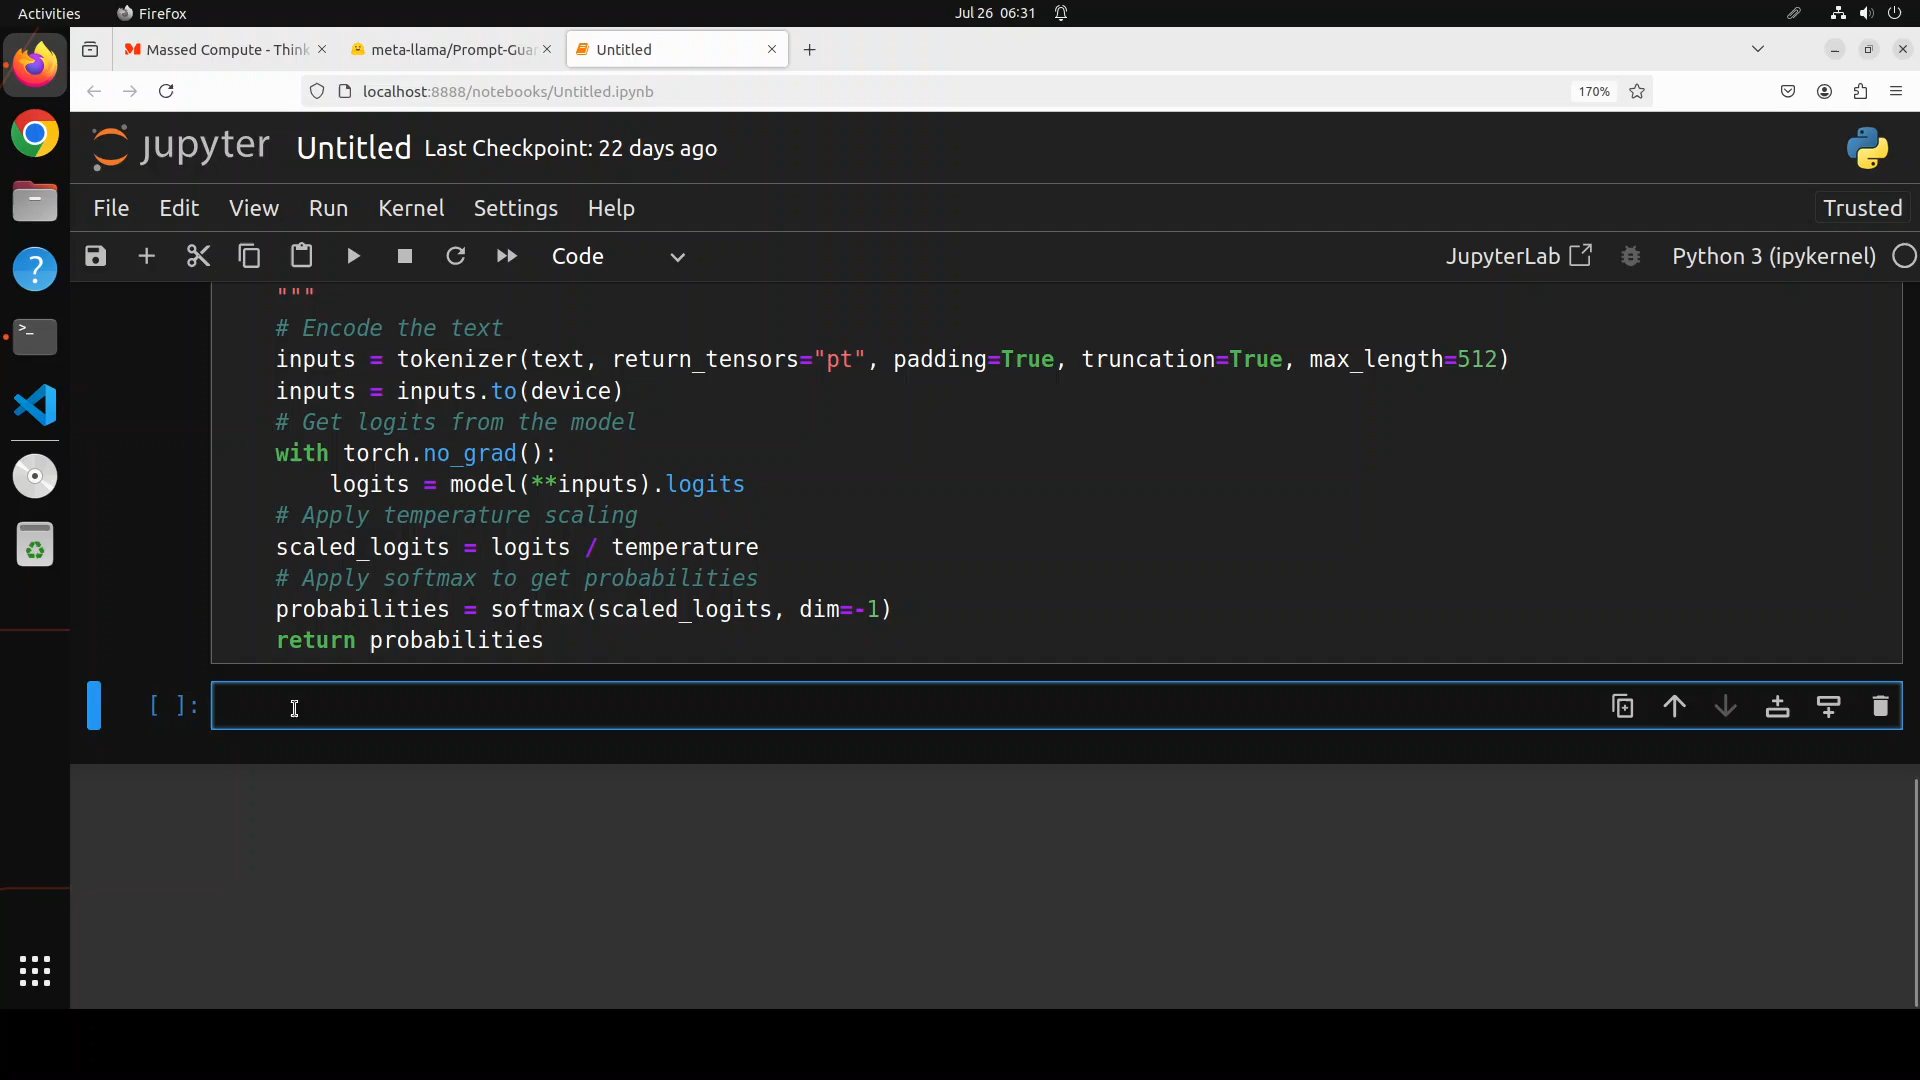 Activities Firefox Jul 26 06:31
Massed Compute - Think meta-llama/Prompt-Guar Untitled
localhost:8888/notebooks/Untitled.ipynb 170%
jupyter Untitled Last Checkpoint: 22 days ago
File Edit View Run Kernel Settings Help Trusted
Code JupyterLab Python 3 (ipykernel)
"""
# Encode the text
inputs = tokenizer(text, return_tensors="pt", padding=True, truncation=True, max_length=512)
inputs = inputs.to(device)
# Get logits from the model
with torch.no_grad():
logits = model(**inputs).logits
# Apply temperature scaling
scaled_logits = logits / temperature
# Apply softmax to get probabilities
probabilities = softmax(scaled_logits, dim=-1)
return probabilities
[ ]: